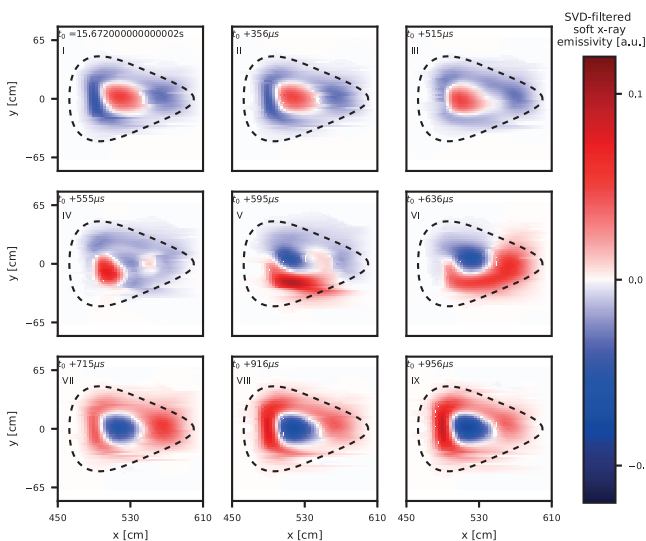 SVD-filtered
soft x-ray
emissivity [a.u.]
t₀ =15.672000000000002s
t₀ +356μs
t₀ +515μs
I
II
III
65
0
−65
y [cm]
0.1
t₀ +555μs
t₀ +595μs
t₀ +636μs
IV
V
VI
65
0
−65
y [cm]
0.0
t₀ +715μs
t₀ +916μs
t₀ +956μs
VII
VIII
IX
65
0
−65
y [cm]
−0.
450 530 610 450 530 610 450 530 610
x [cm] x [cm] x [cm]